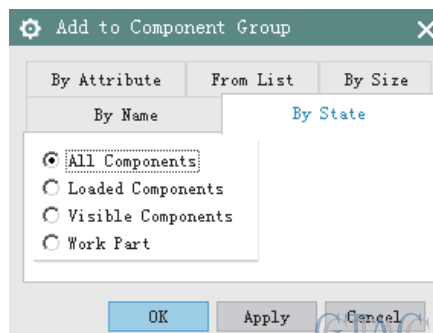 Add to Component Group
By Attribute From List By Size
By Name By State
All Components
Loaded Components
Visible Components
Work Part
OK Apply Cancel
GTAC